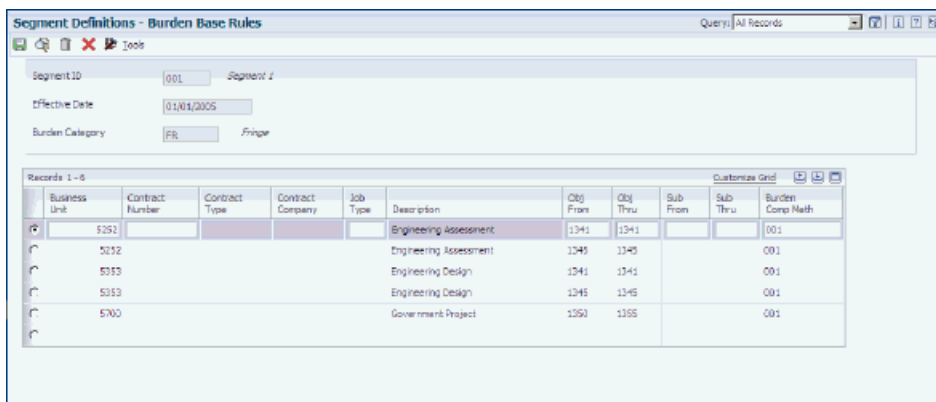 Segment Definitions - Burden Base Rules
Query: All Records
Tools
Segment ID 001 Segment 1
Effective Date 01/01/2005
Burden Category FR Fringe
Records 1 - 6 Customize Grid
Business Unit Contract Number Contract Type Contract Company Job Type Description Obj From Obj Thru Sub From Sub Thru Burden Comp Meth
5252 Engineering Assessment 1341 1341 001
5252 Engineering Assessment 1345 1345 001
5353 Engineering Design 1341 1341 001
5353 Engineering Design 1345 1345 001
5700 Government Project 1350 1355 001